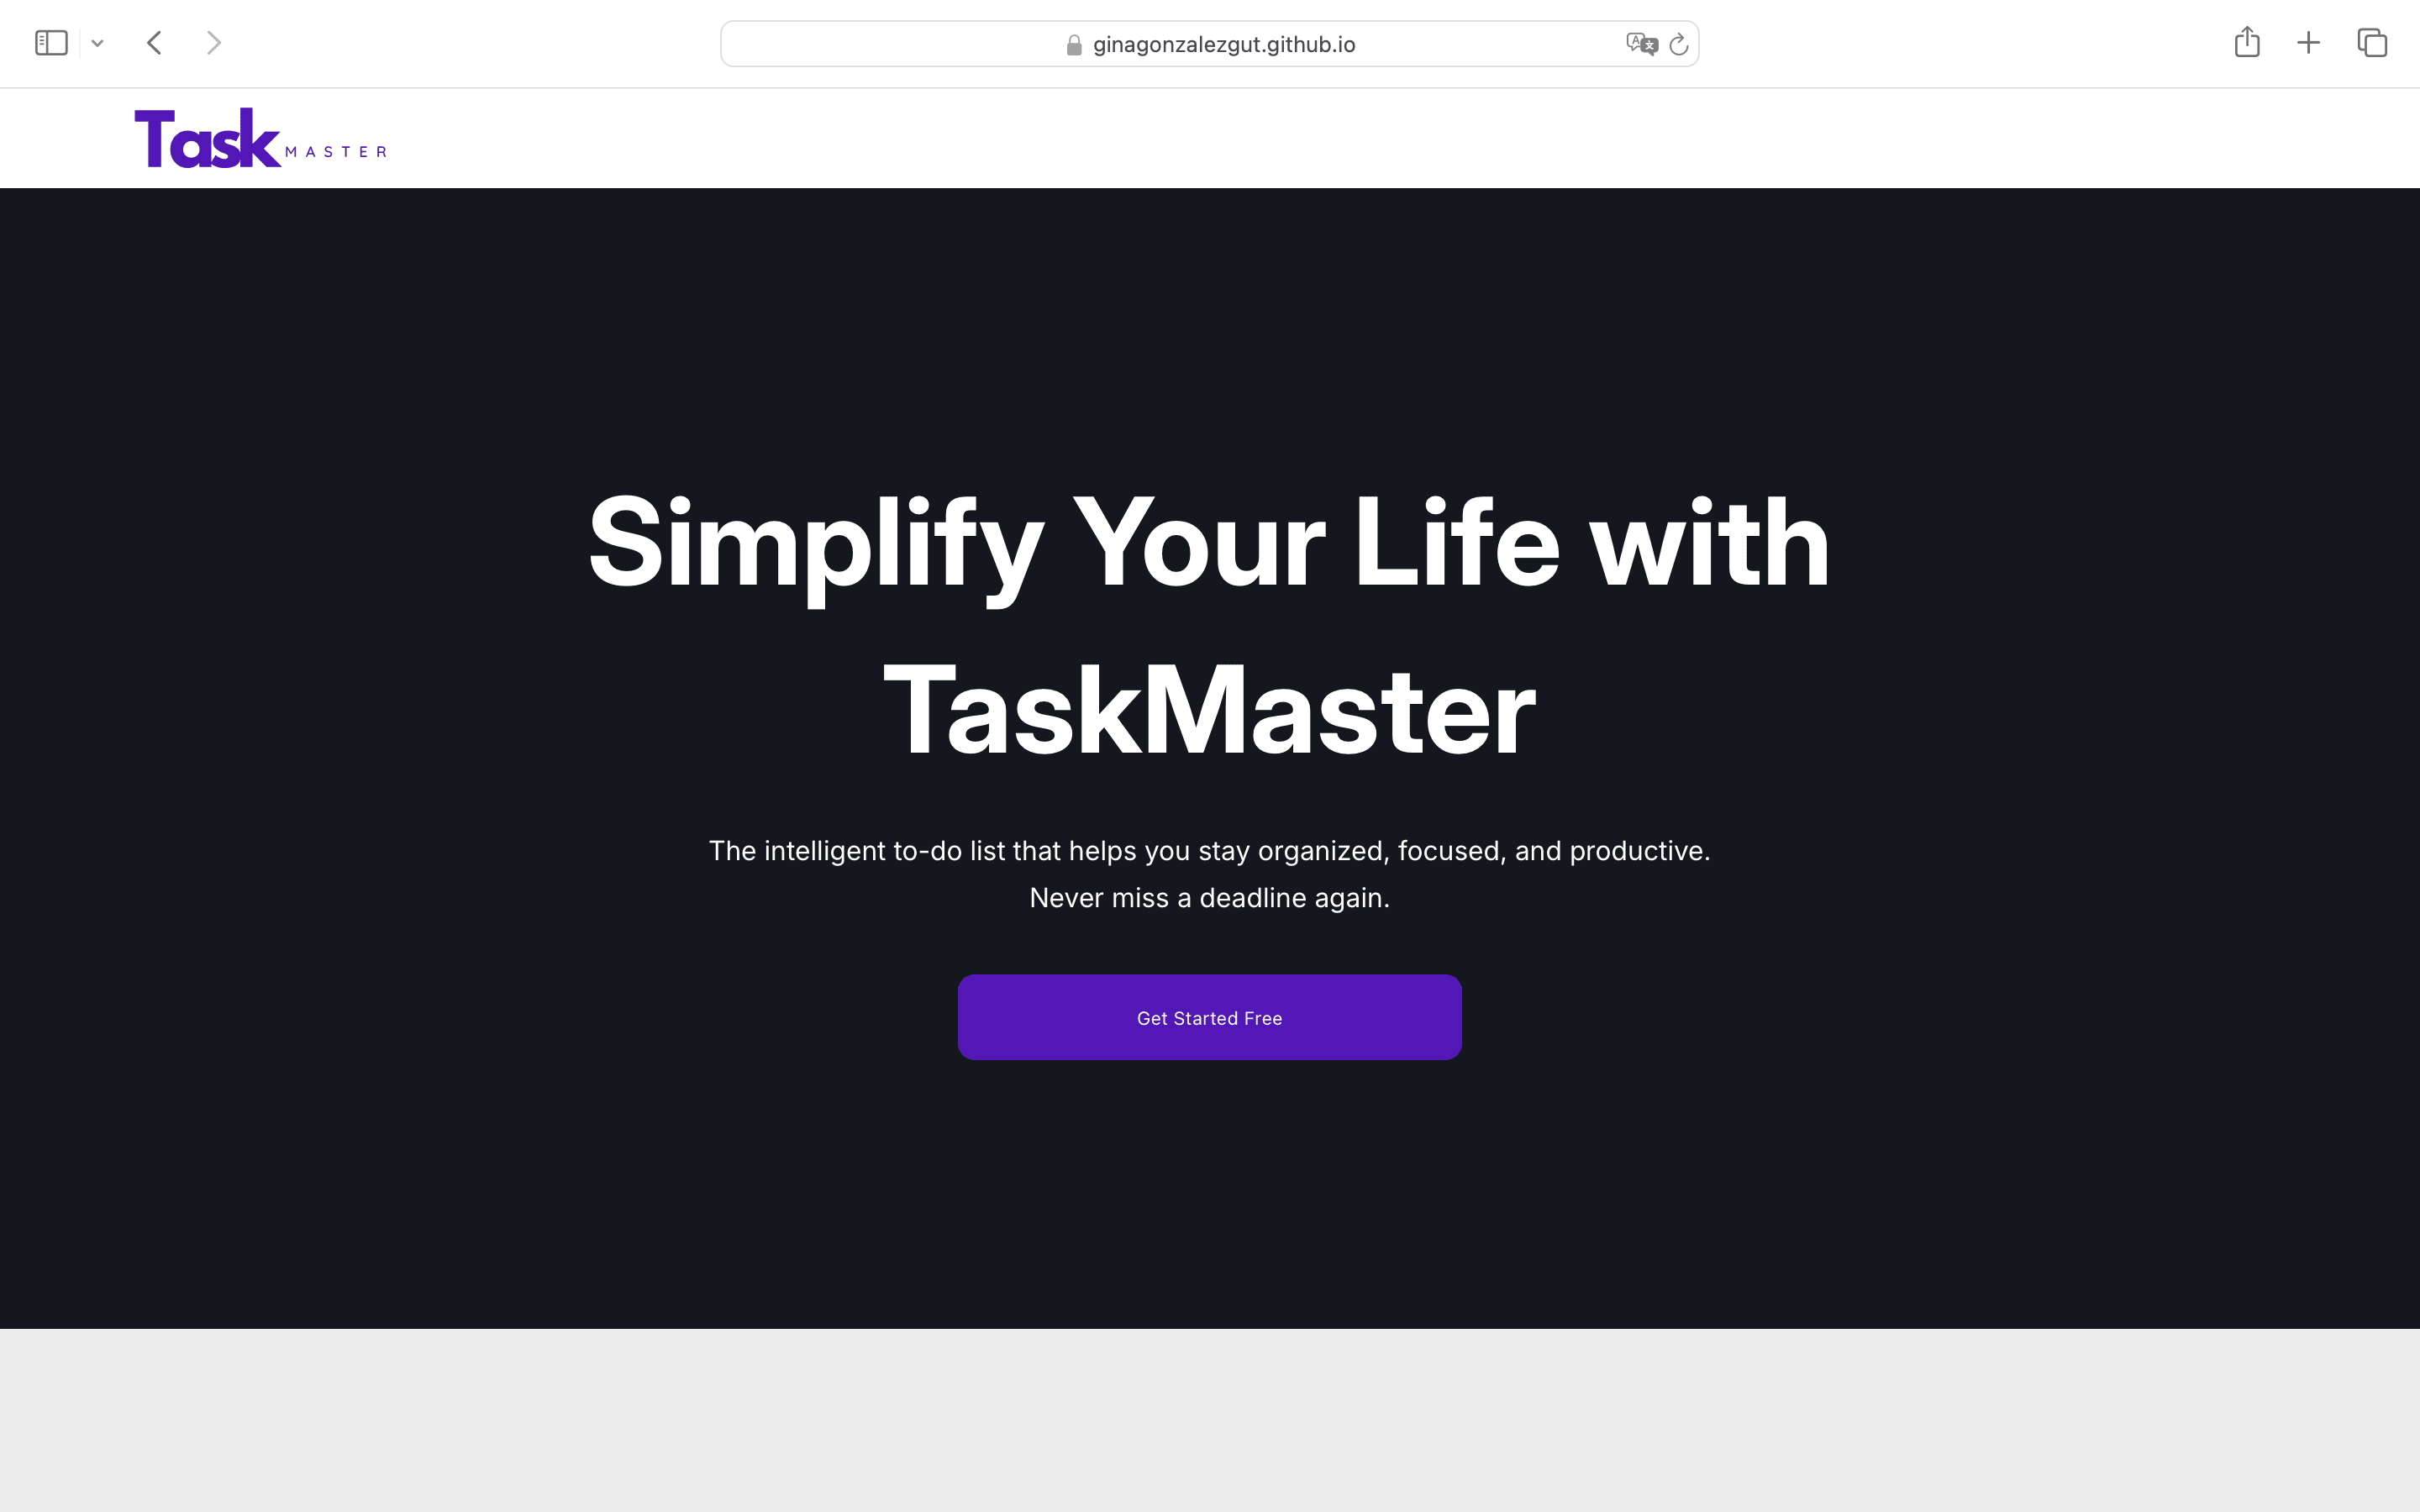 ginagonzalezgut.github.io
Task MASTER
Simplify Your Life with
TaskMaster
The intelligent to-do list that helps you stay organized, focused, and productive.
Never miss a deadline again.
Get Started Free